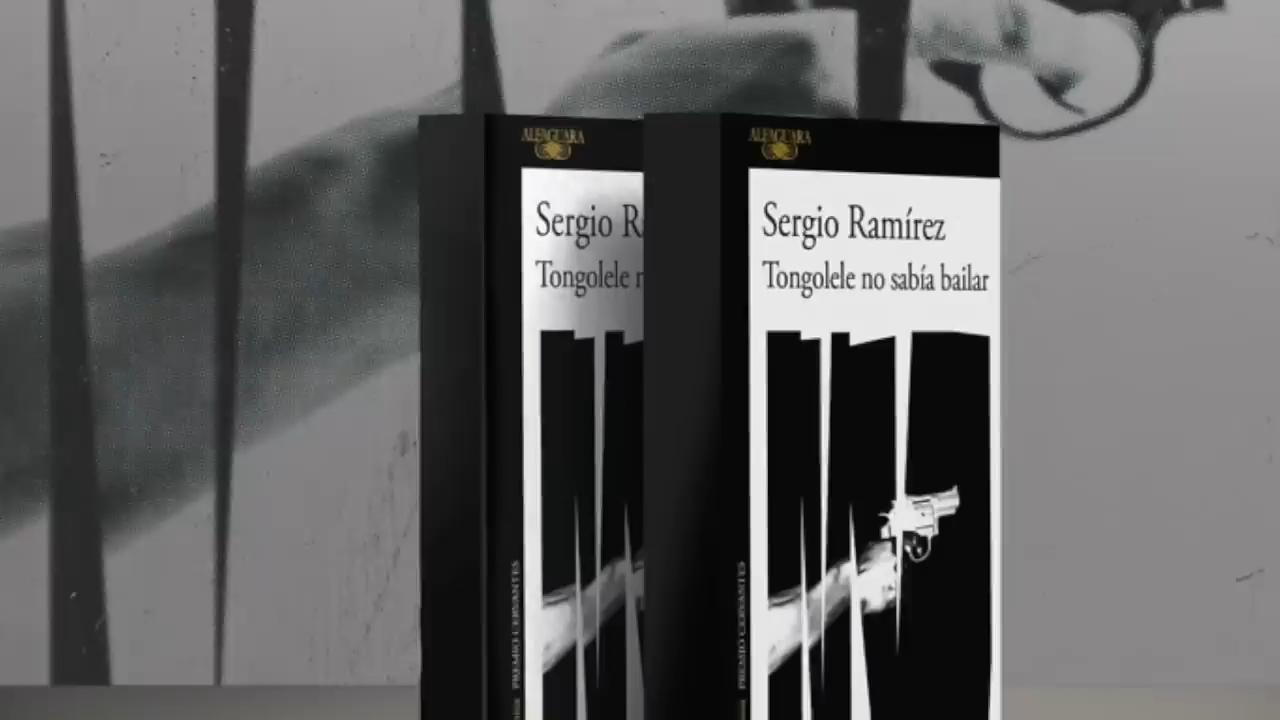 ALFAGUARA
Sergio R
Tongolele n
PREMIO CERVANTES
ALFAGUARA
Sergio Ramírez
Tongolele no sabía bailar
PREMIO CERVANTES